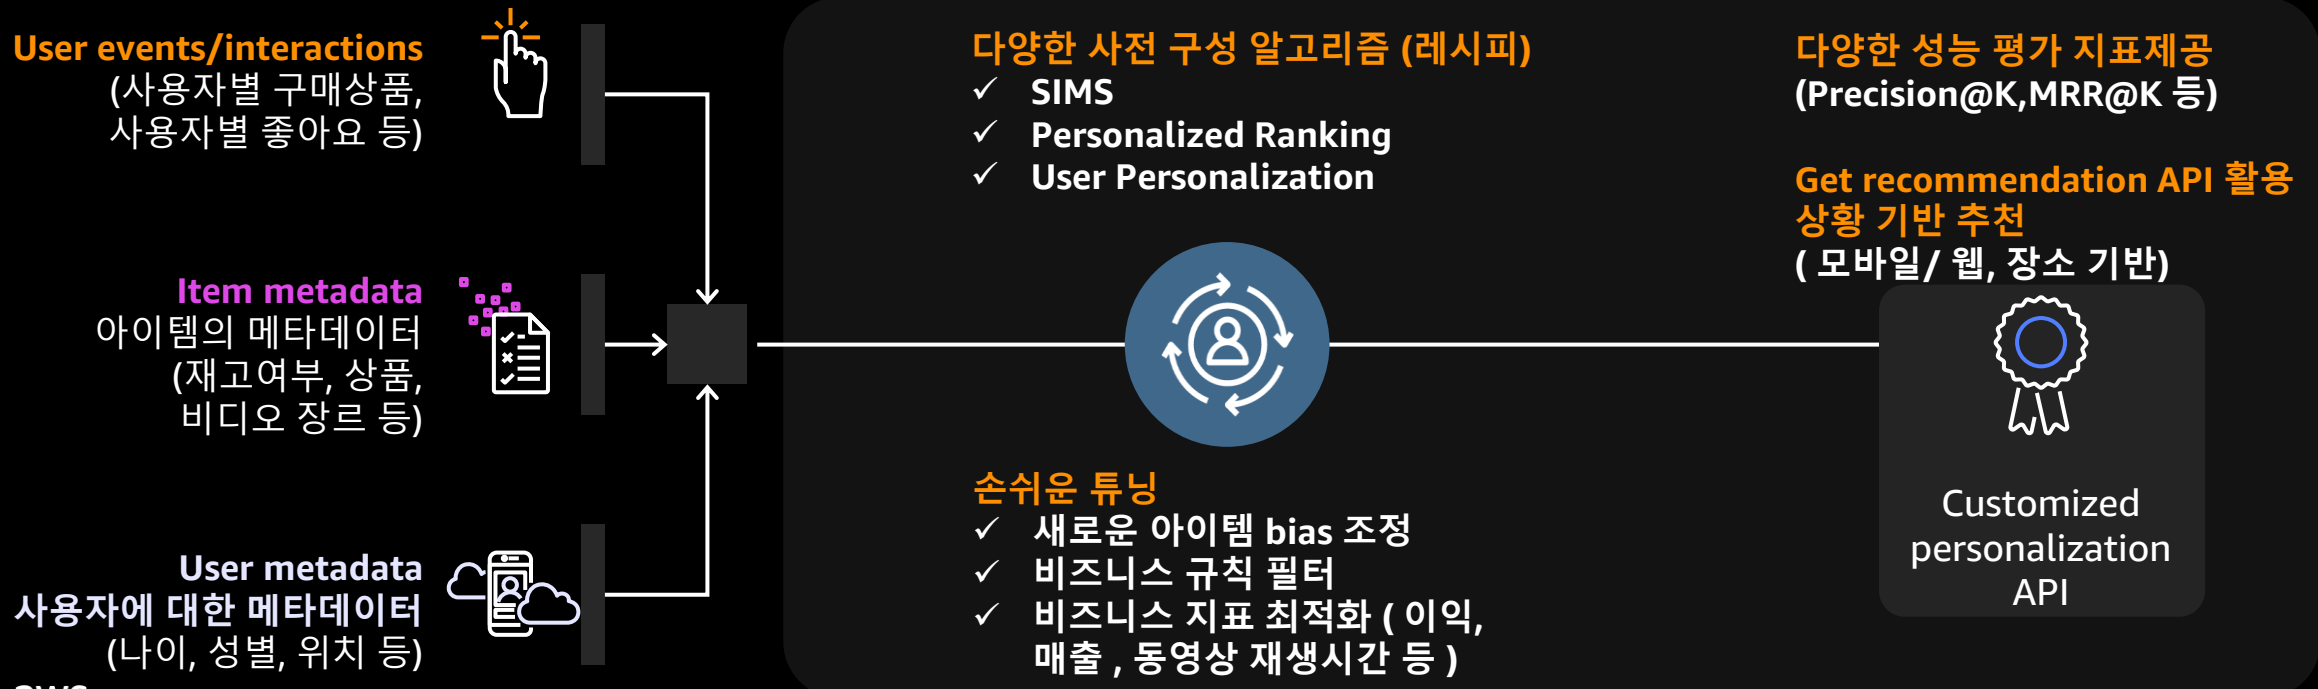 User events/interactions
(사용자별 구매상품,
사용자별 좋아요 등)
Item metadata
아이템의 메타데이터
(재고여부, 상품,
비디오 장르 등)
User metadata
사용자에 대한 메타데이터
(나이, 성별, 위치 등)
다양한 사전 구성 알고리즘 (레시피)
✓ SIMS
✓ Personalized Ranking
✓ User Personalization
손쉬운 튜닝
✓ 새로운 아이템 bias 조정
✓ 비즈니스 규칙 필터
✓ 비즈니스 지표 최적화 ( 이익,
매출 , 동영상 재생시간 등 )
다양한 성능 평가 지표제공
(Precision@K,MRR@K 등)
Get recommendation API 활용
상황 기반 추천
( 모바일/ 웹, 장소 기반)
Customized
personalization
API